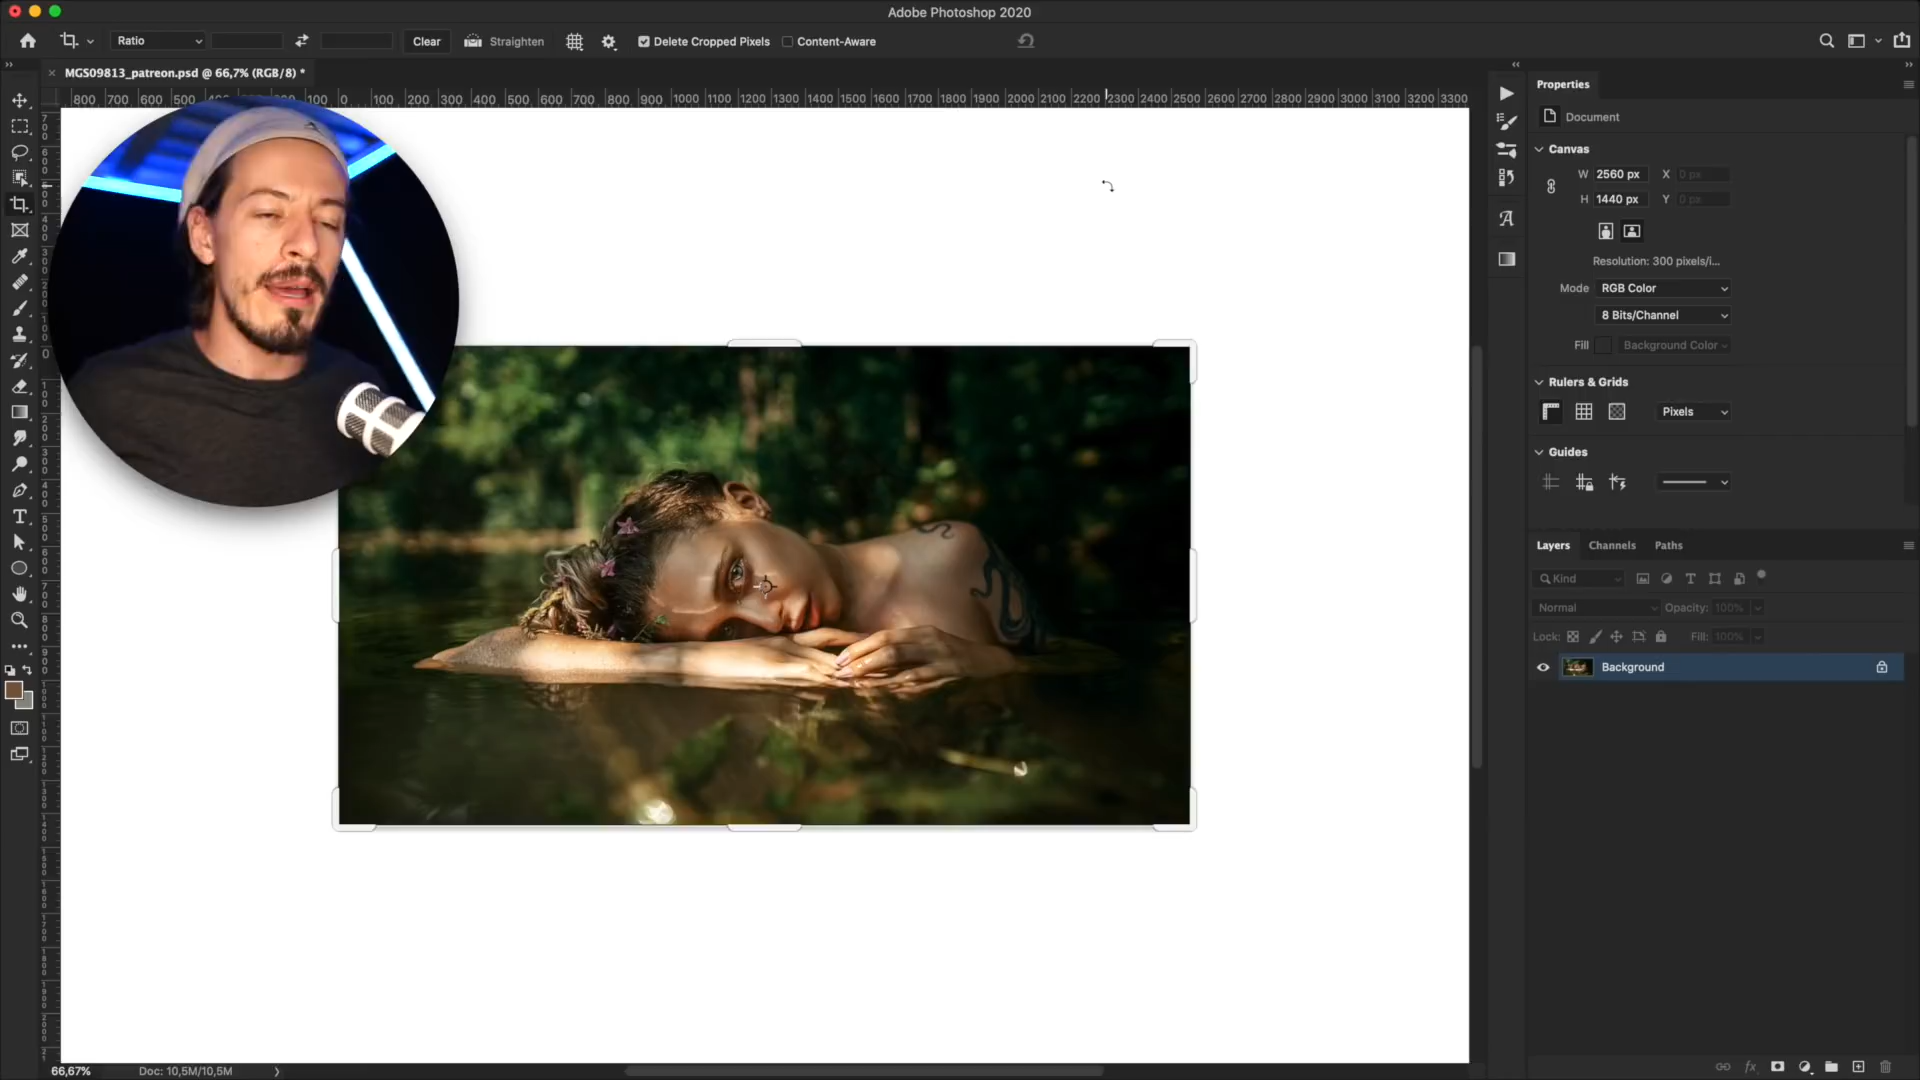 Adobe Photoshop 2020
Ratio
Clear
Straighten
Delete Cropped Pixels
Content-Aware
MGS09813_patreon.psd @ 66,7% (RGB/8) *
800 700 600 500 100 0 100 200 300 400 500 600 700 800 900 1000 1100 1200 1300 1400 1500 1600 1700 1800 1900 2000 2100 2200 2300 2400 2500 2600 2700 2800 2900 3000 3100 3200 3300
Properties
Document
Canvas
W 2560 px X 0 px
H 1440 px Y 0 px
Resolution: 300 pixels/i...
Mode RGB Color
8 Bits/Channel
Fill Background Color
Rulers & Grids
Pixels
Guides
Layers Channels Paths
Kind
Normal Opacity: 100%
Lock: Fill: 100%
Background
66,67% Doc: 10,5M/10,5M